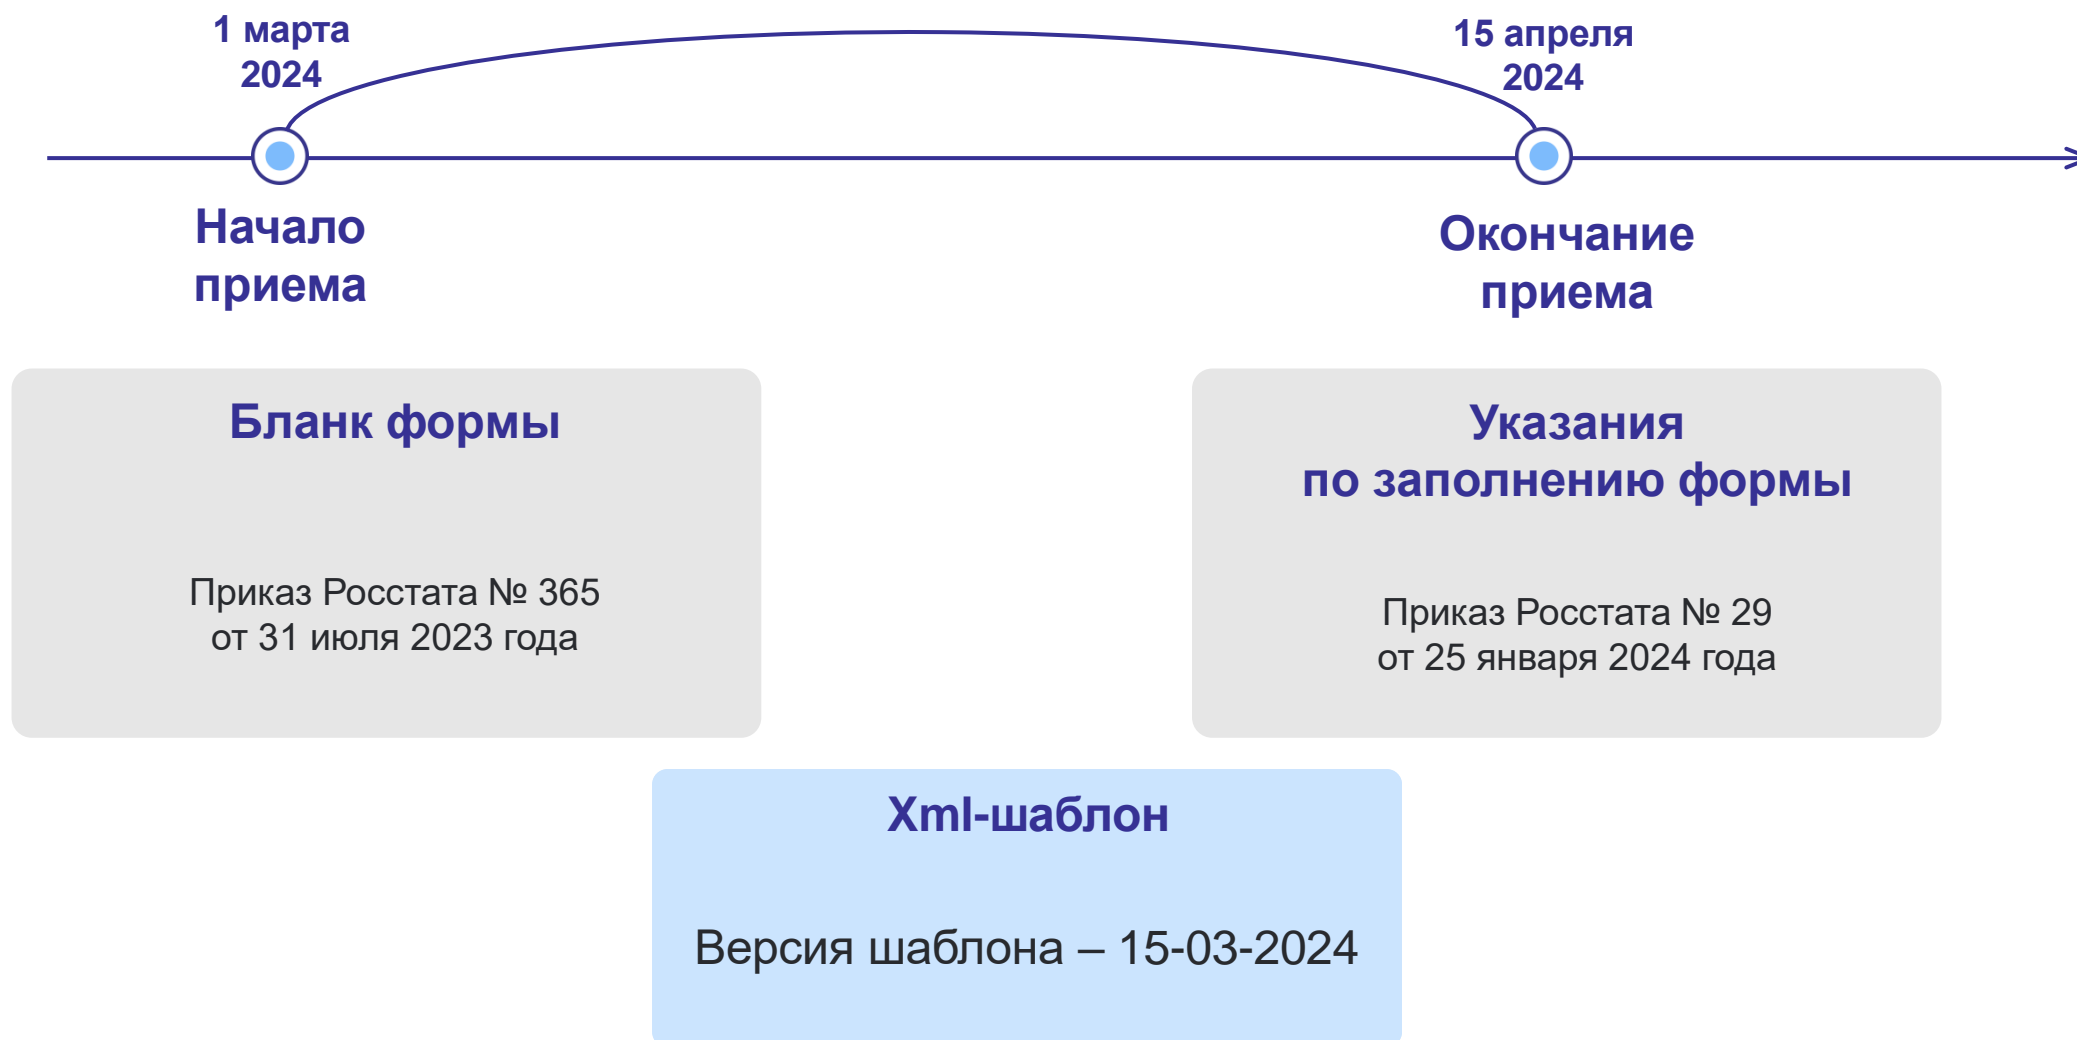 1 марта
2024
15 апреля
2024
Начало
приема
Окончание
приема
Бланк формы
Приказ Росстата № 365
от 31 июля 2023 года
Указания
по заполнению формы
Приказ Росстата № 29
от 25 января 2024 года
Xml-шаблон
Версия шаблона – 15-03-2024